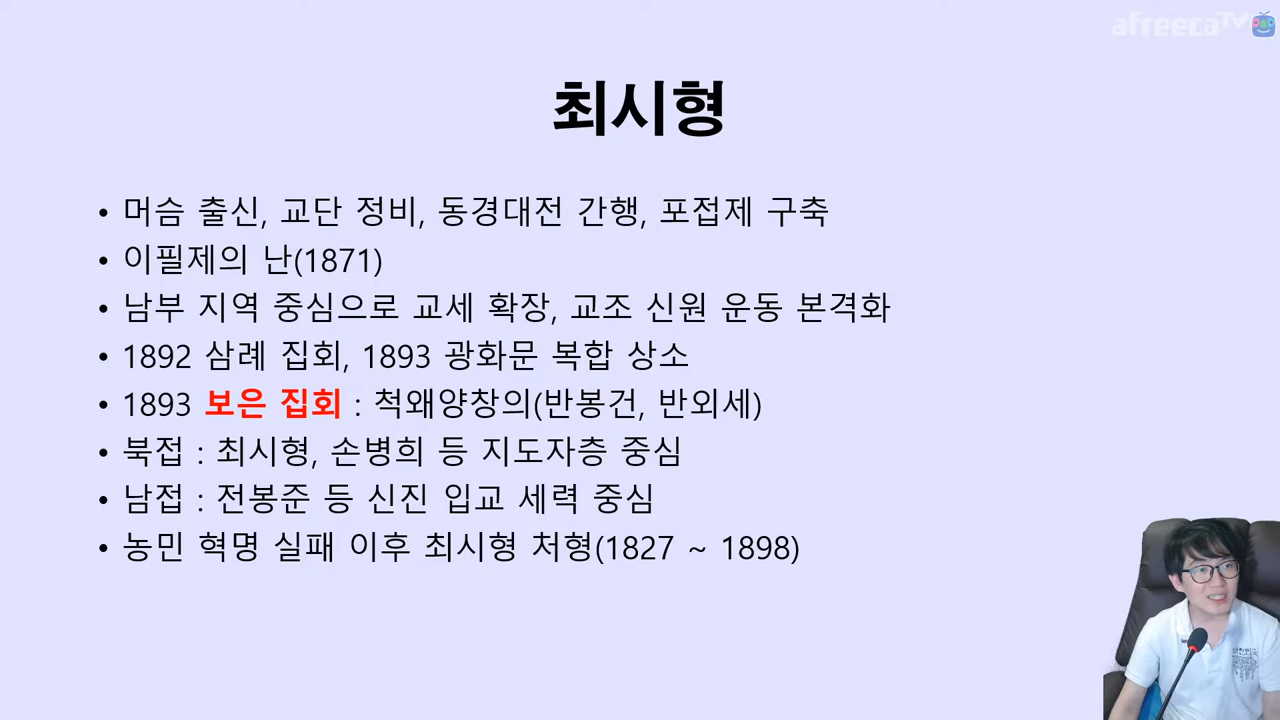 afreecaTV
최시형
• 머슴 출신, 교단 정비, 동경대전 간행, 포접제 구축
• 이필제의 난(1871)
• 남부 지역 중심으로 교세 확장, 교조 신원 운동 본격화
• 1892 삼례 집회, 1893 광화문 복합 상소
• 1893 보은 집회 : 척왜양창의(반봉건, 반외세)
• 북접 : 최시형, 손병희 등 지도자층 중심
• 남접 : 전봉준 등 신진 입교 세력 중심
• 농민 혁명 실패 이후 최시형 처형(1827 ~ 1898)